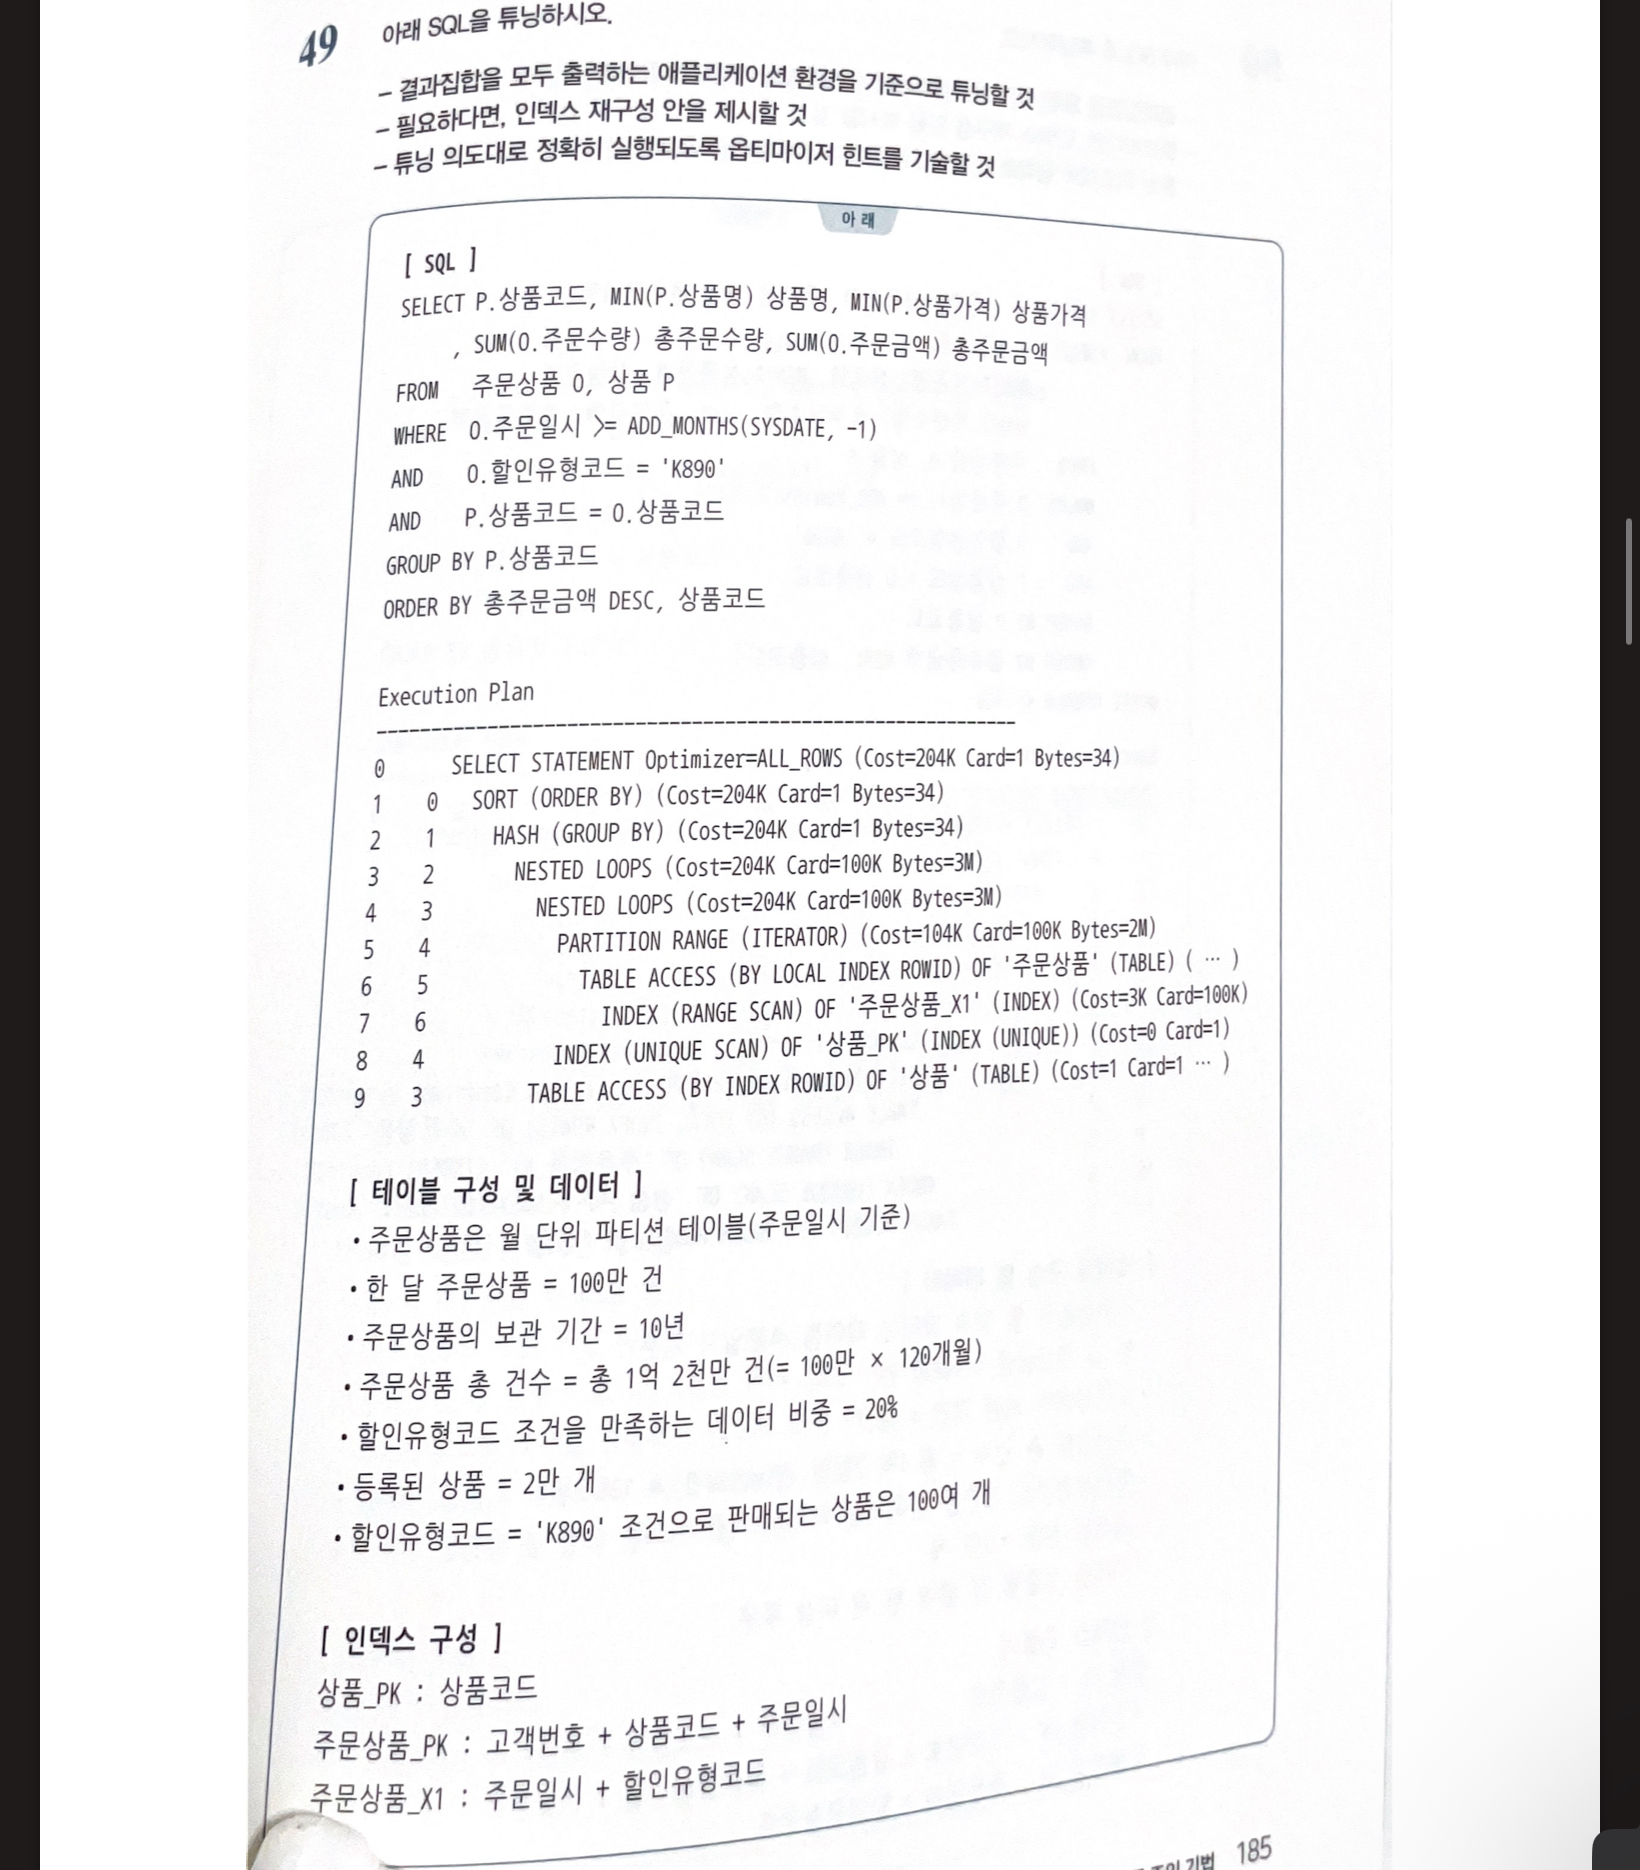 49 아래 SQL을 튜닝하시오.
- 결과집합을 모두 출력하는 애플리케이션 환경을 기준으로 튜닝할 것
- 필요하다면, 인덱스 재구성 안을 제시할 것
- 튜닝 의도대로 정확히 실행되도록 옵티마이저 힌트를 기술할 것
아 래
[ SQL ]
SELECT P.상품코드, MIN(P.상품명) 상품명, MIN(P.상품가격) 상품가격
, SUM(O.주문수량) 총주문수량, SUM(O.주문금액) 총주문금액
FROM 주문상품 O, 상품 P
WHERE O.주문일시 >= ADD_MONTHS(SYSDATE, -1)
AND O.할인유형코드 = 'K890'
AND P.상품코드 = O.상품코드
GROUP BY P.상품코드
ORDER BY 총주문금액 DESC, 상품코드
Execution Plan
------------------------------------------------------------
0 SELECT STATEMENT Optimizer=ALL_ROWS (Cost=204K Card=1 Bytes=34)
1 0 SORT (ORDER BY) (Cost=204K Card=1 Bytes=34)
2 1 HASH (GROUP BY) (Cost=204K Card=1 Bytes=34)
3 2 NESTED LOOPS (Cost=204K Card=100K Bytes=3M)
4 3 NESTED LOOPS (Cost=204K Card=100K Bytes=3M)
5 4 PARTITION RANGE (ITERATOR) (Cost=104K Card=100K Bytes=2M)
6 5 TABLE ACCESS (BY LOCAL INDEX ROWID) OF '주문상품' (TABLE) ( … )
7 6 INDEX (RANGE SCAN) OF '주문상품_X1' (INDEX) (Cost=3K Card=100K)
8 4 INDEX (UNIQUE SCAN) OF '상품_PK' (INDEX (UNIQUE)) (Cost=0 Card=1)
9 3 TABLE ACCESS (BY INDEX ROWID) OF '상품' (TABLE) (Cost=1 Card=1 … )
[ 테이블 구성 및 데이터 ]
• 주문상품은 월 단위 파티션 테이블(주문일시 기준)
• 한 달 주문상품 = 100만 건
• 주문상품의 보관 기간 = 10년
• 주문상품 총 건수 = 총 1억 2천만 건(= 100만 × 120개월)
• 할인유형코드 조건을 만족하는 데이터 비중 = 20%
• 등록된 상품 = 2만 개
• 할인유형코드 = 'K890' 조건으로 판매되는 상품은 100여 개
[ 인덱스 구성 ]
상품_PK : 상품코드
주문상품_PK : 고객번호 + 상품코드 + 주문일시
주문상품_X1 : 주문일시 + 할인유형코드
기법 185